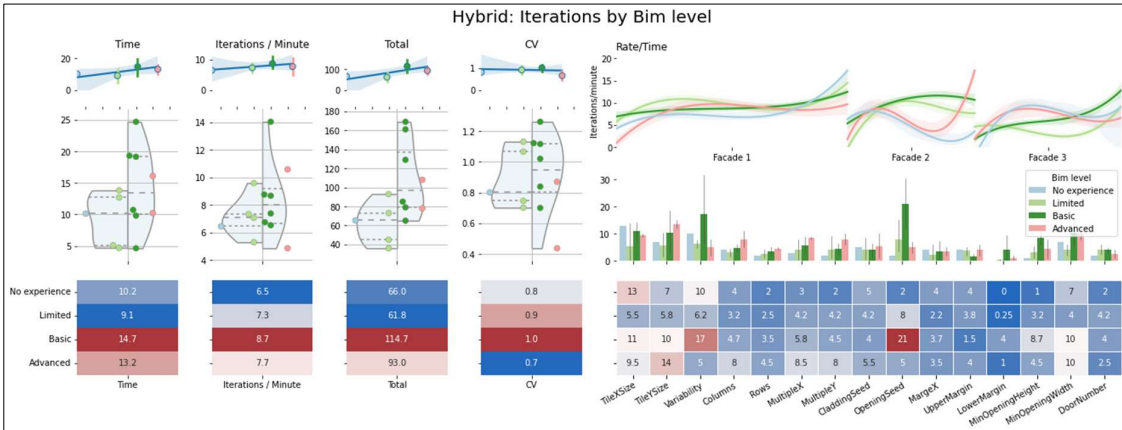 Hybrid: Iterations by Bim level
Time
Iterations / Minute
Total
CV
Rate/Time
20
10
0
10
0
100
0
1
0
20
15
10
5
0
Iterations/minute
Facade 1
Facade 2
Facade 3
25
20
15
10
5
14
12
10
8
6
4
180
160
140
120
100
80
60
40
1.2
1.0
0.8
0.6
0.4
30
20
10
0
Bim level
No experience
Limited
Basic
Advanced
No experience 10.2 6.5 66.0 0.8 13 7 10 4 2 3 2 5 2 4 4 0 1 7 2
Limited 9.1 7.3 61.8 0.9 5.5 5.8 6.2 3.2 2.5 4.2 4.2 4 8 2.2 3.8 0.25 3.2 4 4.2
Basic 14.7 8.7 114.7 1.0 11 10 17 4.7 3.5 5.8 4.5 4 21 3.7 1.5 4 8.7 10 4
Advanced 13.2 7.7 93.0 0.7 9.5 14 5 8 4.5 8.5 8 5.5 5 3.5 4 1 4.5 10 2.5
Time
Iterations / Minute
Total
CV
TileXSize
TileYSize
Variability
Columns
Rows
MultipleX
MultipleY
CladdingSeed
OpeningSeed
MargeX
UpperMargin
LowerMargin
MinOpeningHeight
MinOpeningWidth
DoorNumber